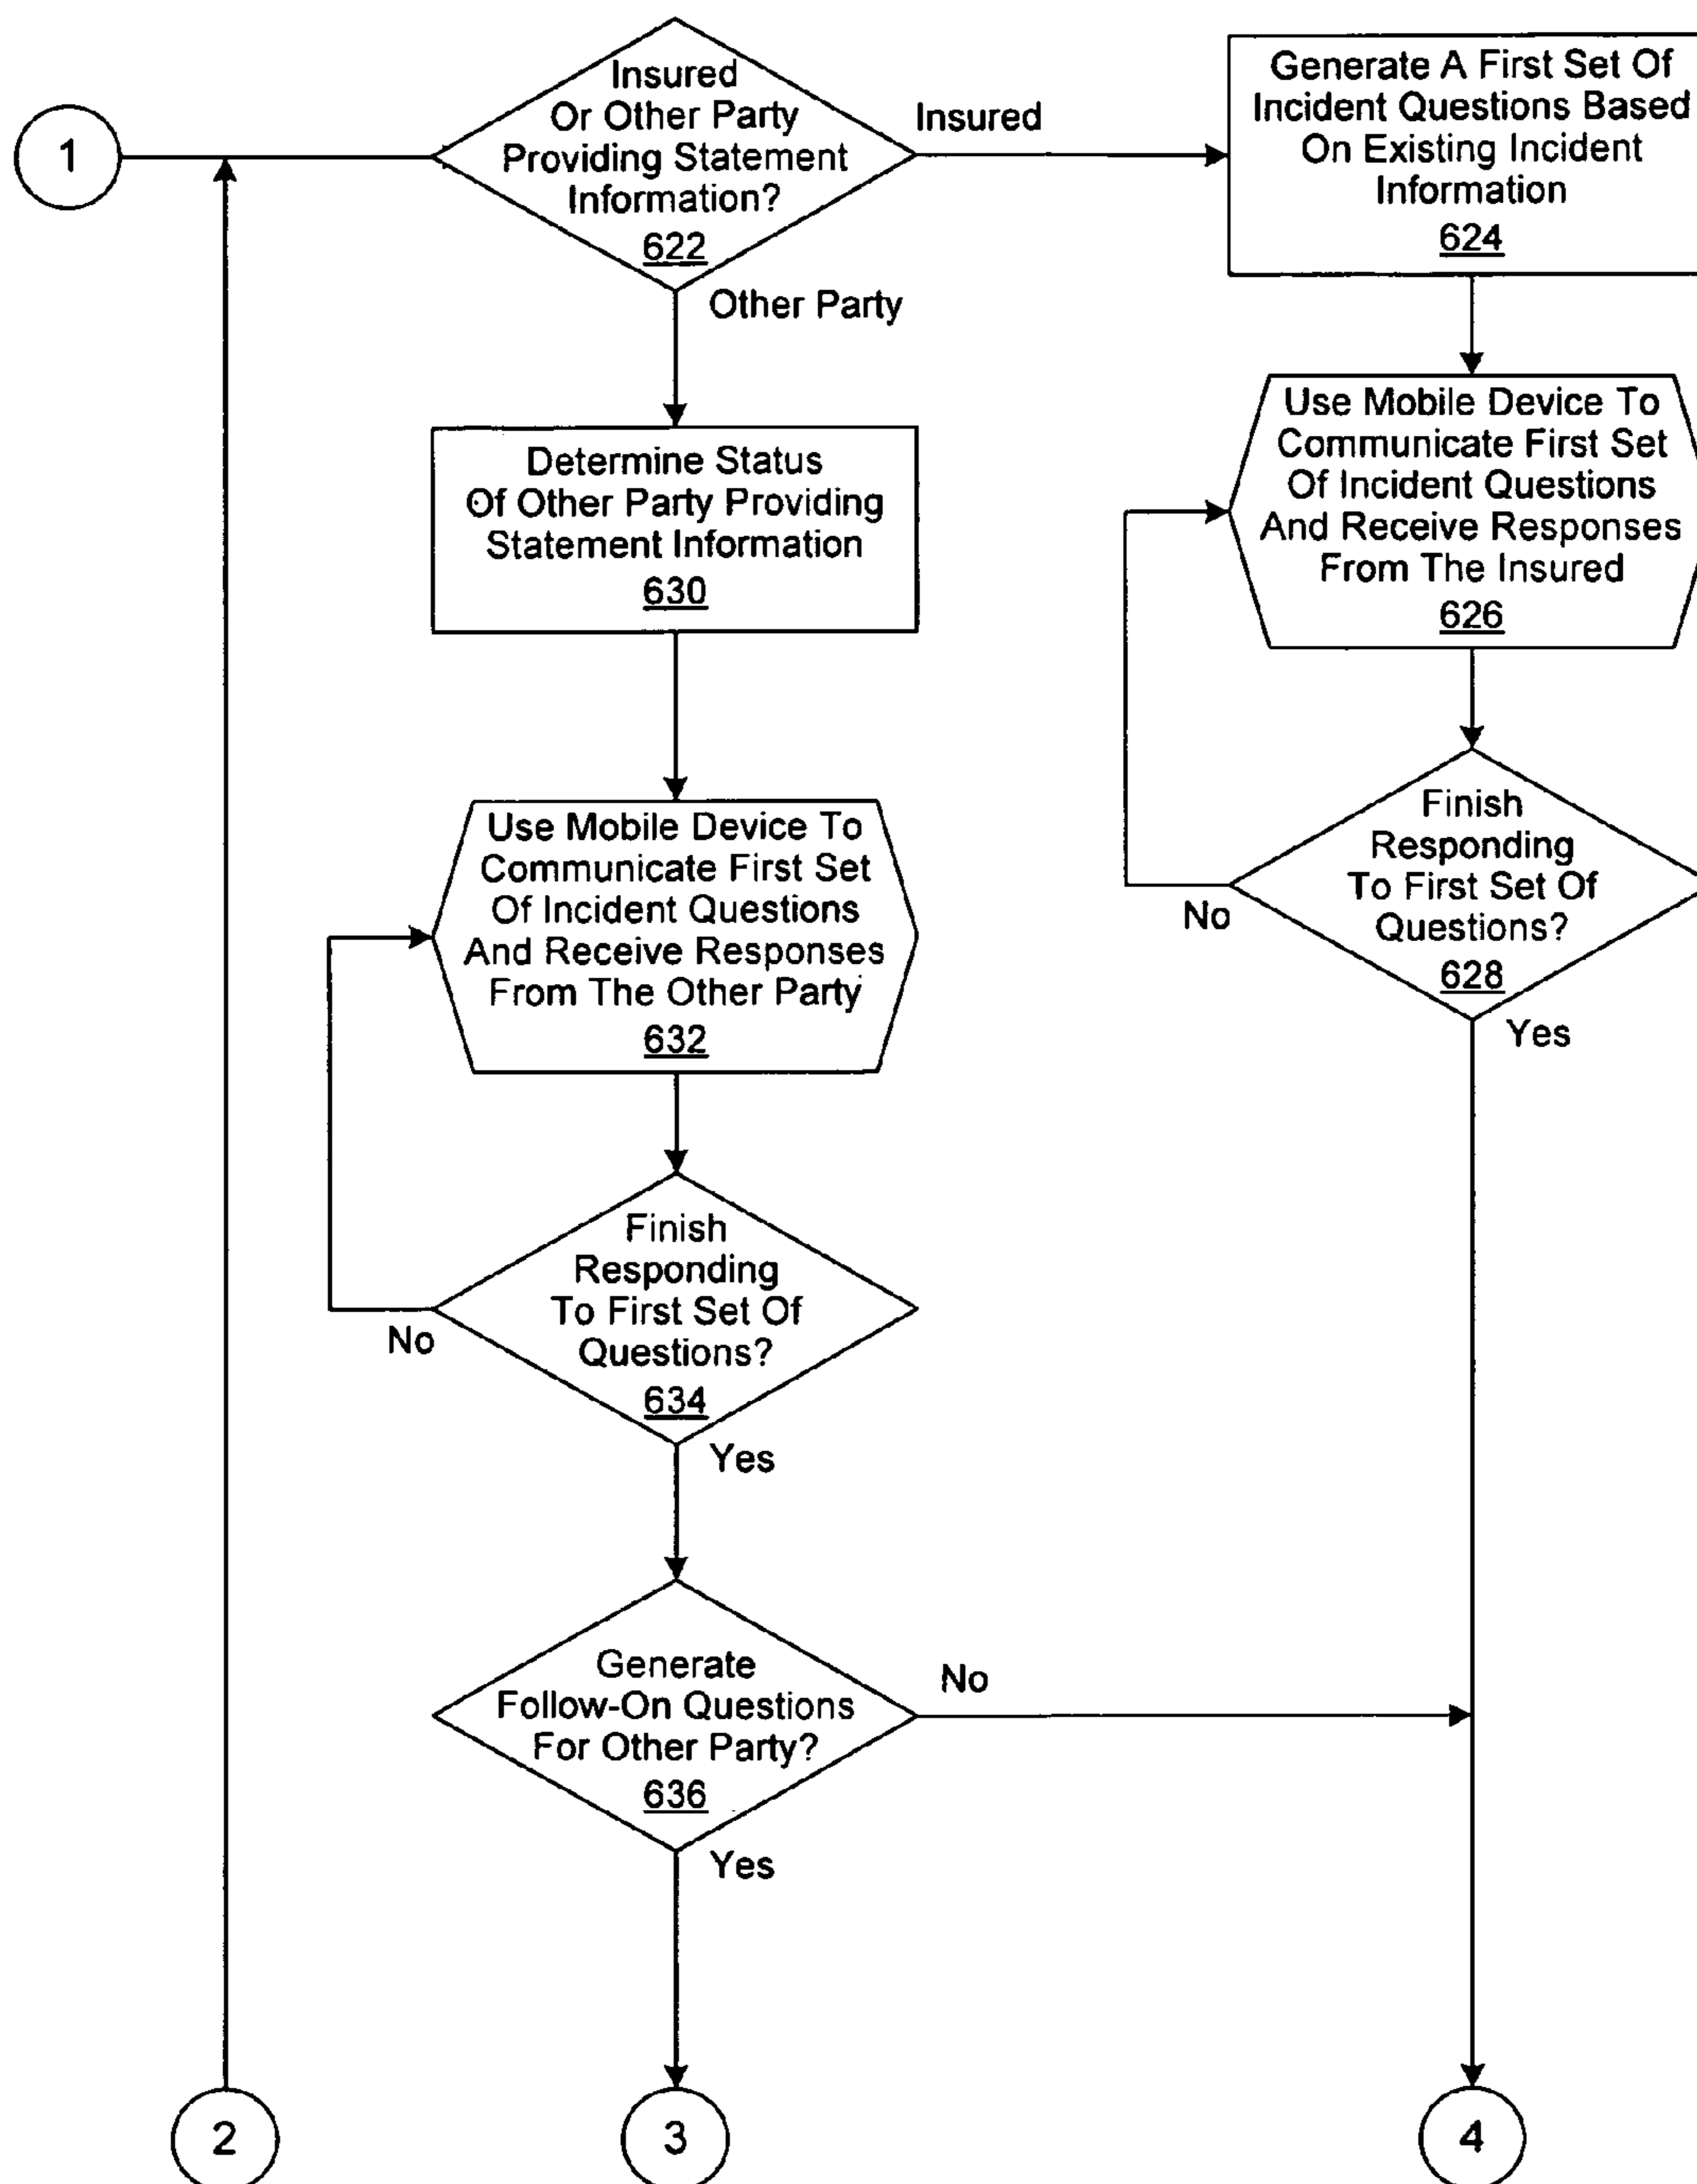 1
Insured
Or Other Party
Providing Statement
Information?
622
Insured
Other Party
Generate A First Set Of
Incident Questions Based
On Existing Incident
Information
624
Use Mobile Device To
Communicate First Set
Of Incident Questions
And Receive Responses
From The Insured
626
Finish
Responding
To First Set Of
Questions?
628
No
Yes
Determine Status
Of Other Party Providing
Statement Information
630
Use Mobile Device To
Communicate First Set
Of Incident Questions
And Receive Responses
From The Other Party
632
Finish
Responding
To First Set Of
Questions?
634
No
Yes
Generate
Follow-On Questions
For Other Party?
636
No
Yes
2
3
4